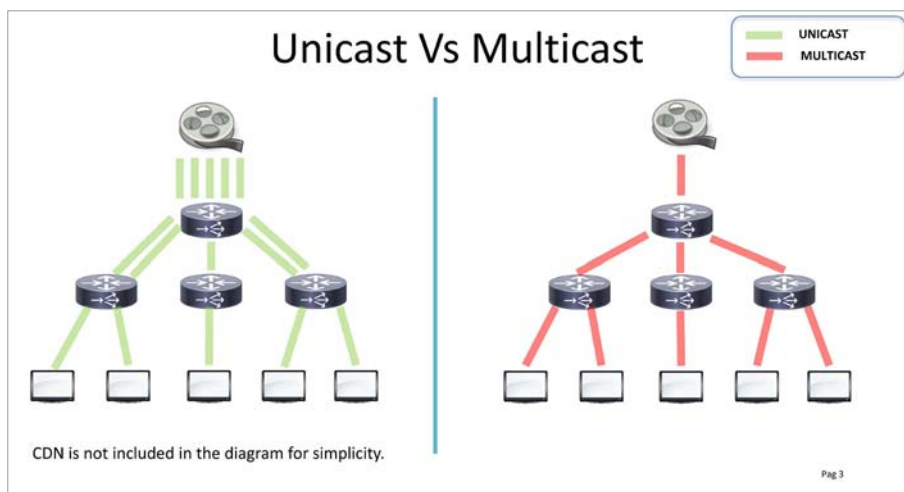 Unicast Vs Multicast
UNICAST
MULTICAST
CDN is not included in the diagram for simplicity.
Pag 3